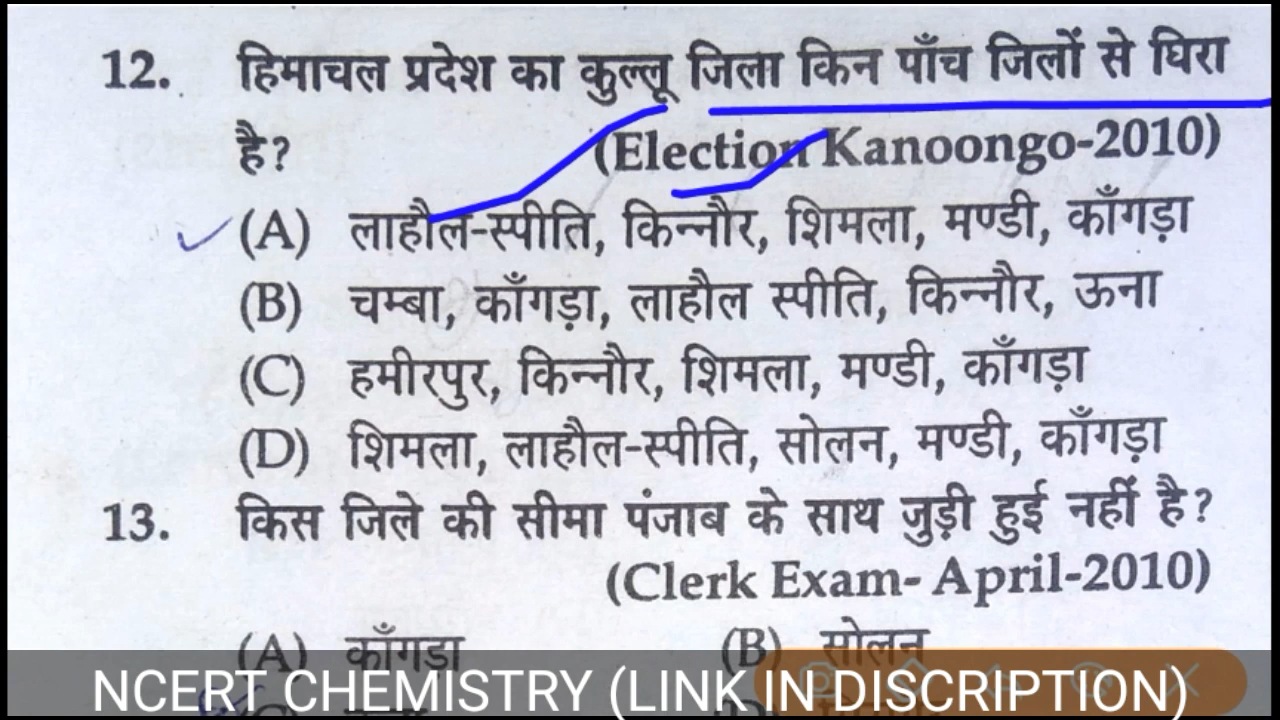 12. हिमाचल प्रदेश का कुल्लू जिला किन पाँच जिलों से घिरा
है? (Election Kanoongo-2010)
(A) लाहौल-स्पीति, किन्नौर, शिमला, मण्डी, काँगड़ा
(B) चम्बा, काँगड़ा, लाहौल स्पीति, किन्नौर, ऊना
(C) हमीरपुर, किन्नौर, शिमला, मण्डी, काँगड़ा
(D) शिमला, लाहौल-स्पीति, सोलन, मण्डी, काँगड़ा
13. किस जिले की सीमा पंजाब के साथ जुड़ी हुई नहीं है?
(Clerk Exam- April-2010)
(A) काँगड़ा (B) सोलन
NCERT CHEMISTRY (LINK IN DISCRIPTION)